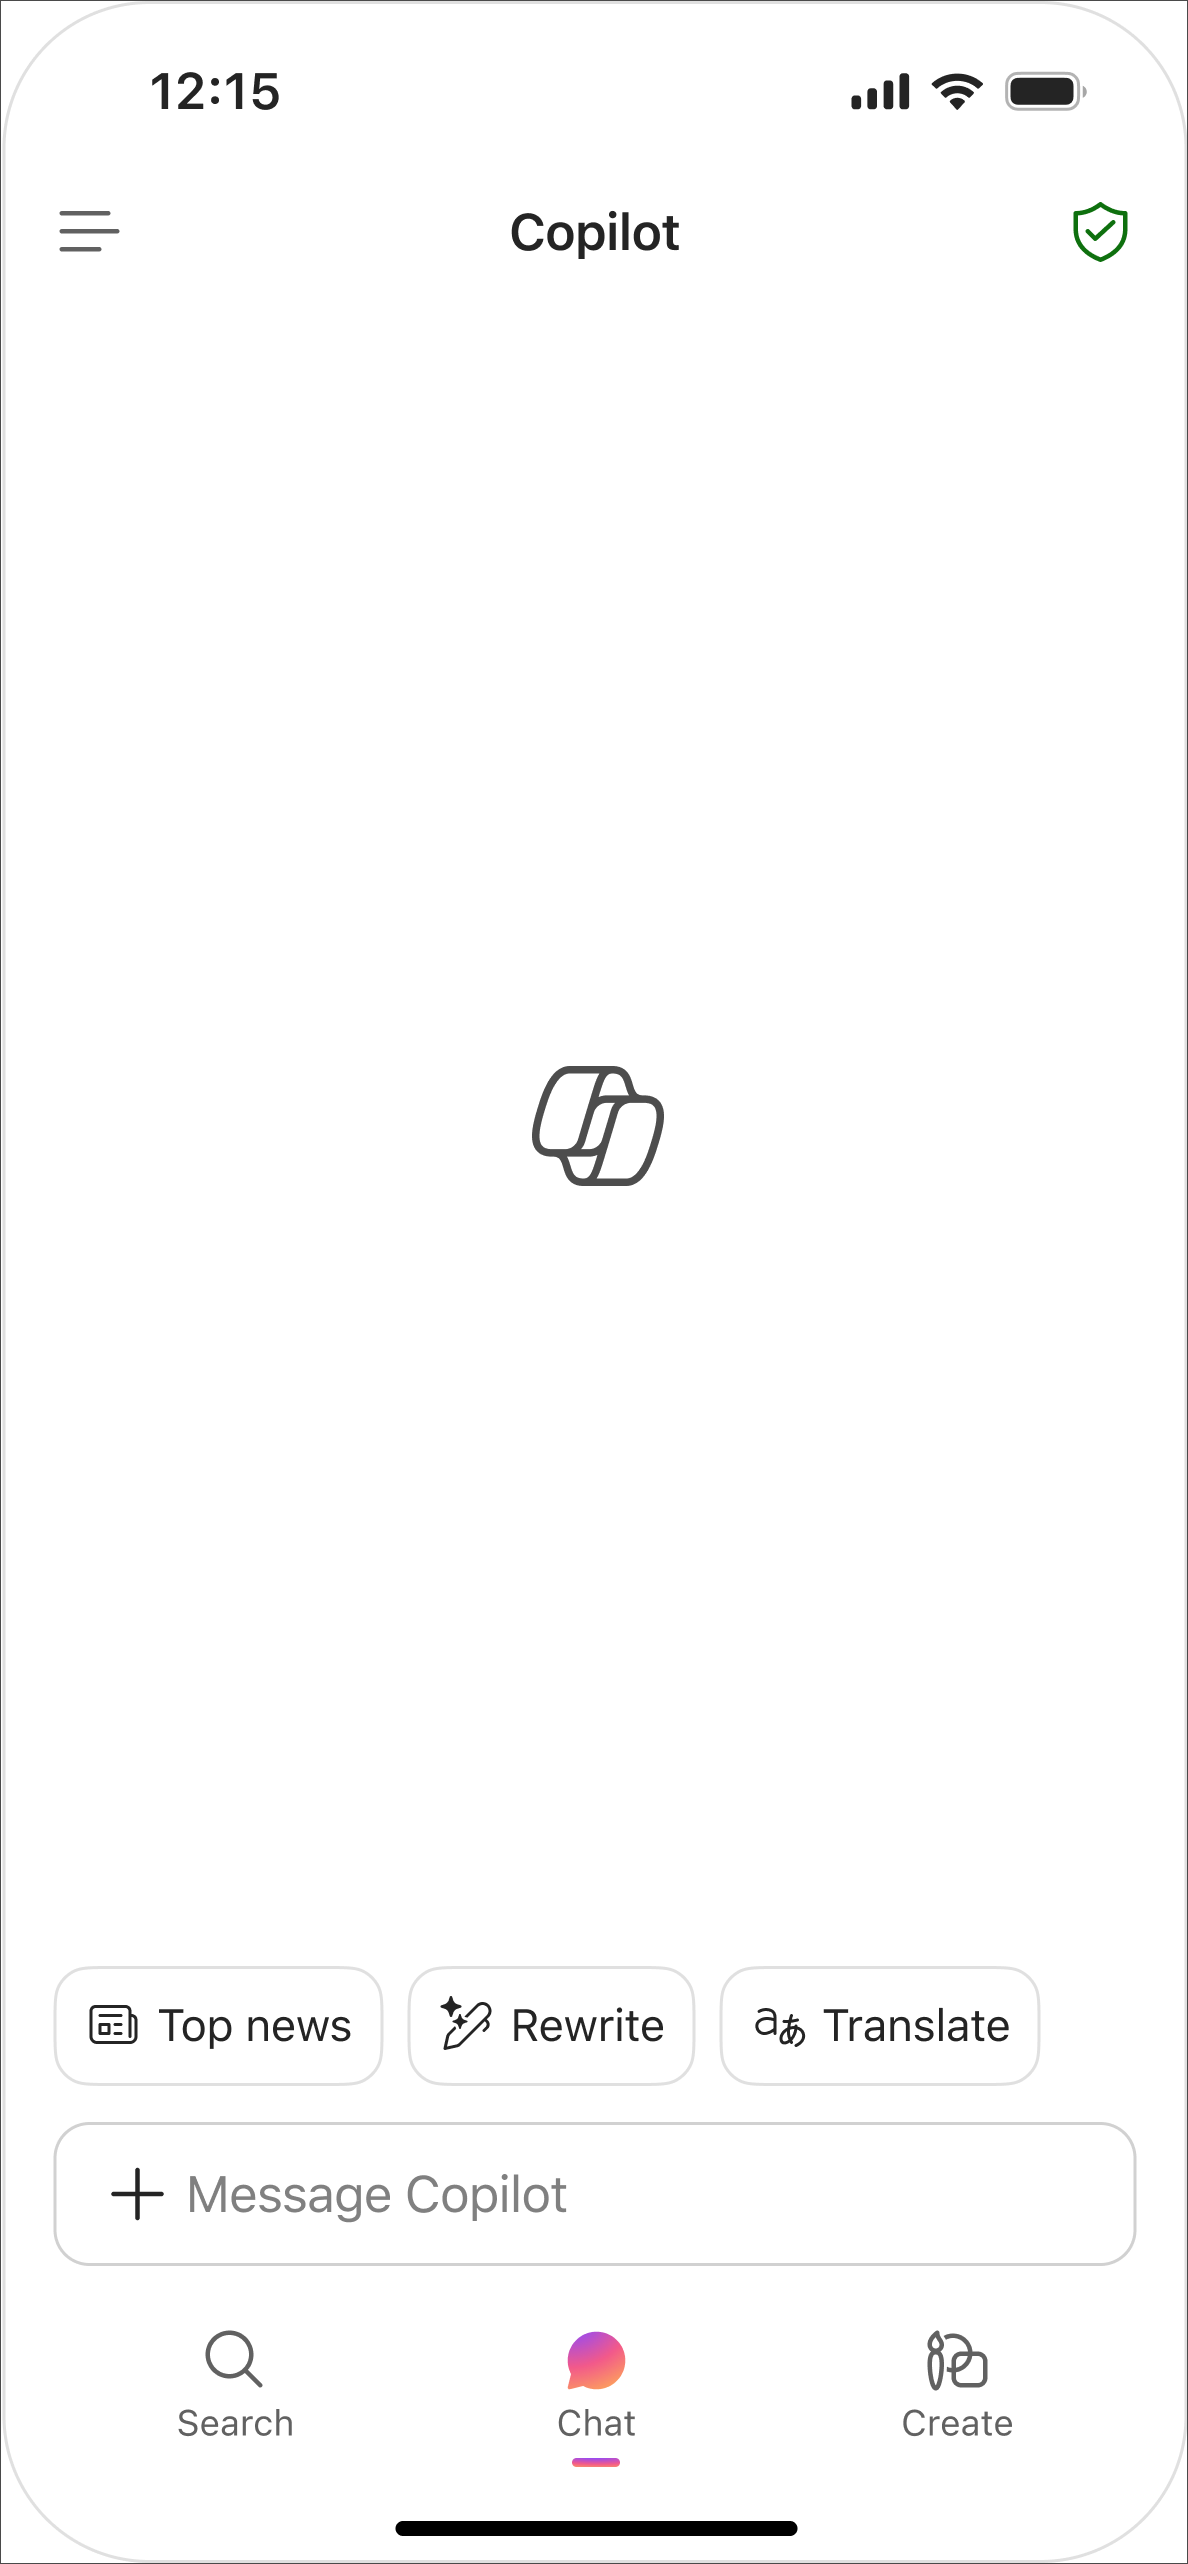 12:15
Copilot
Top news
Rewrite
aあ Translate
Message Copilot
Search
Chat
Create